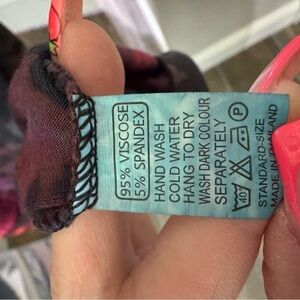 95% VISCOSE
5% SPANDEX
HAND WASH
COLD WATER
HANG TO DRY
WASH DARK COLOUR
SEPARATELY
40°
P
STANDARD-SIZE
MADE IN THAILAND